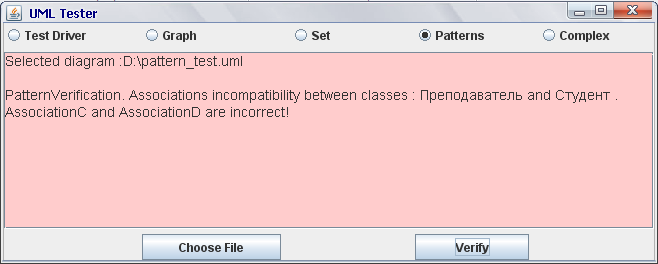 UML Tester
Test Driver Graph Set Patterns Complex
Selected diagram :D:\pattern_test.uml
PatternVerification. Associations incompatibility between classes : Преподаватель and Студент .
AssociationC and AssociationD are incorrect!
Choose File Verify